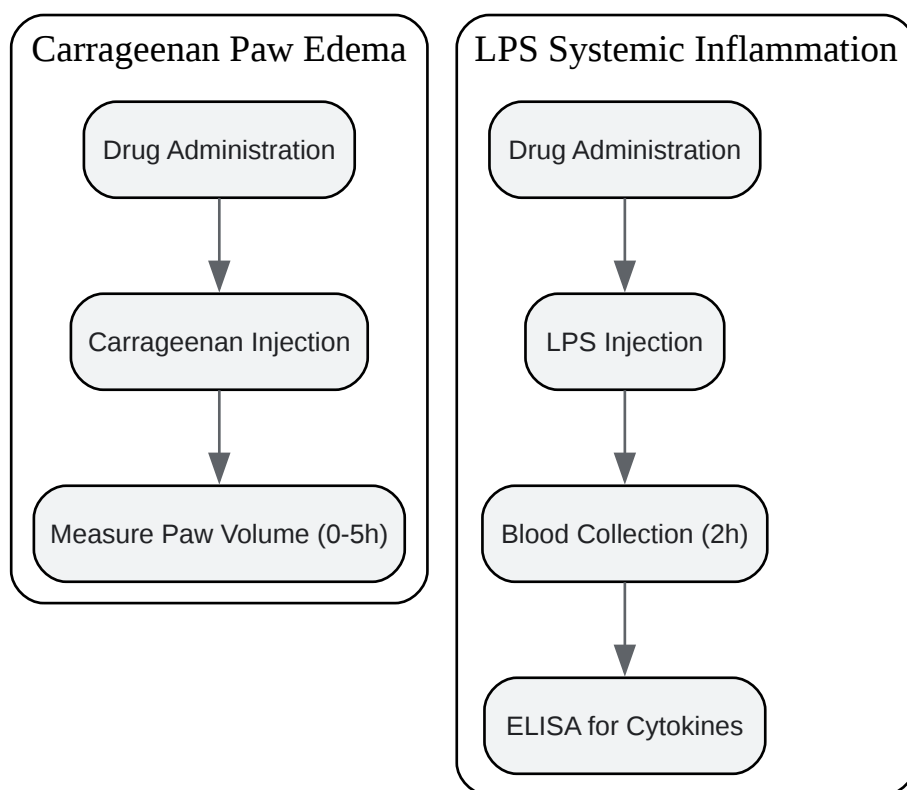 Carrageenan Paw Edema
Drug Administration
Carrageenan Injection
Measure Paw Volume (0-5h)
LPS Systemic Inflammation
Drug Administration
LPS Injection
Blood Collection (2h)
ELISA for Cytokines